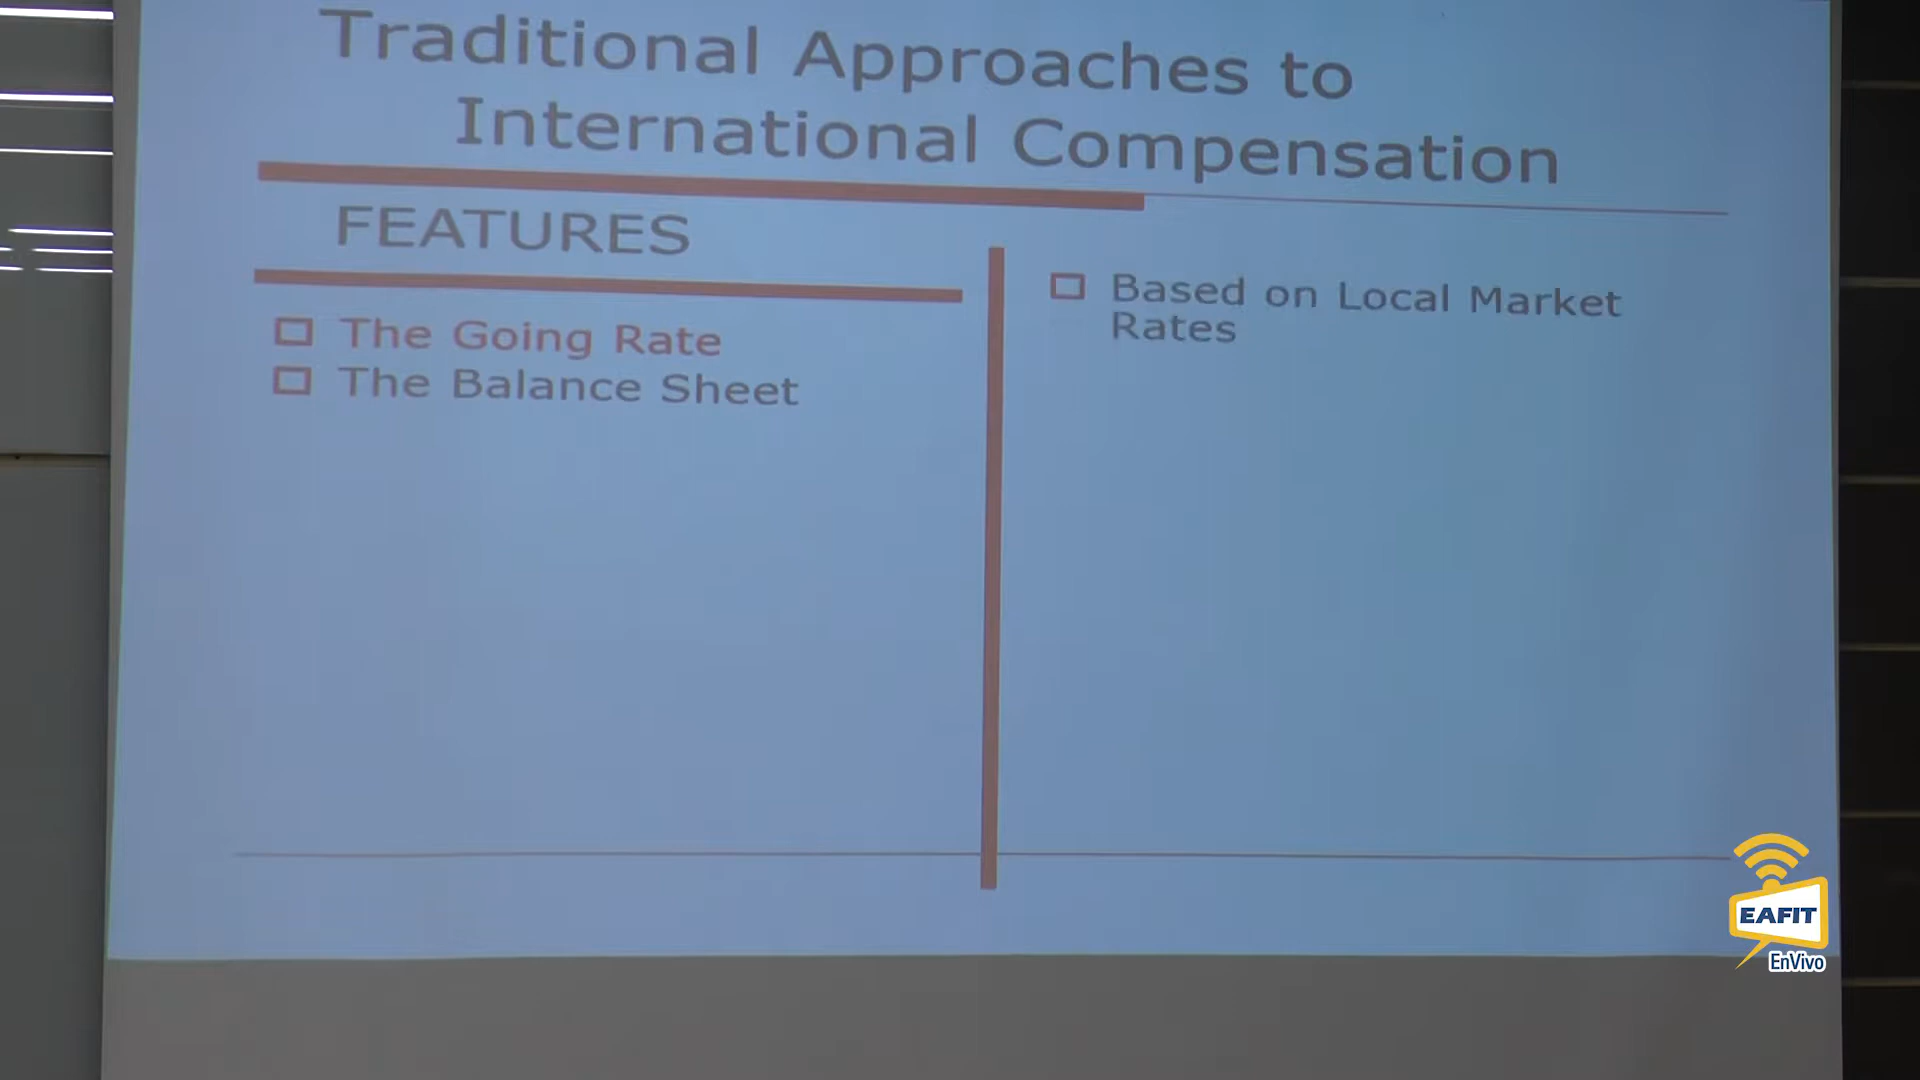 Traditional Approaches to
International Compensation
FEATURES
The Going Rate
The Balance Sheet
Based on Local Market
Rates
EAFIT
EnVivo